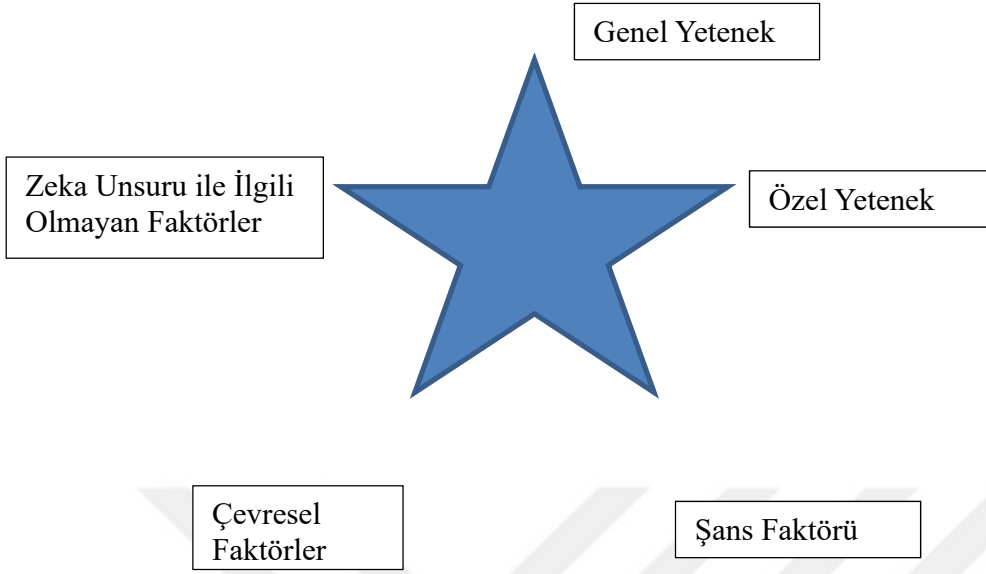 Genel Yetenek
Zeka Unsuru ile İlgili
Olmayan Faktörler
Özel Yetenek
Çevresel
Faktörler
Şans Faktörü